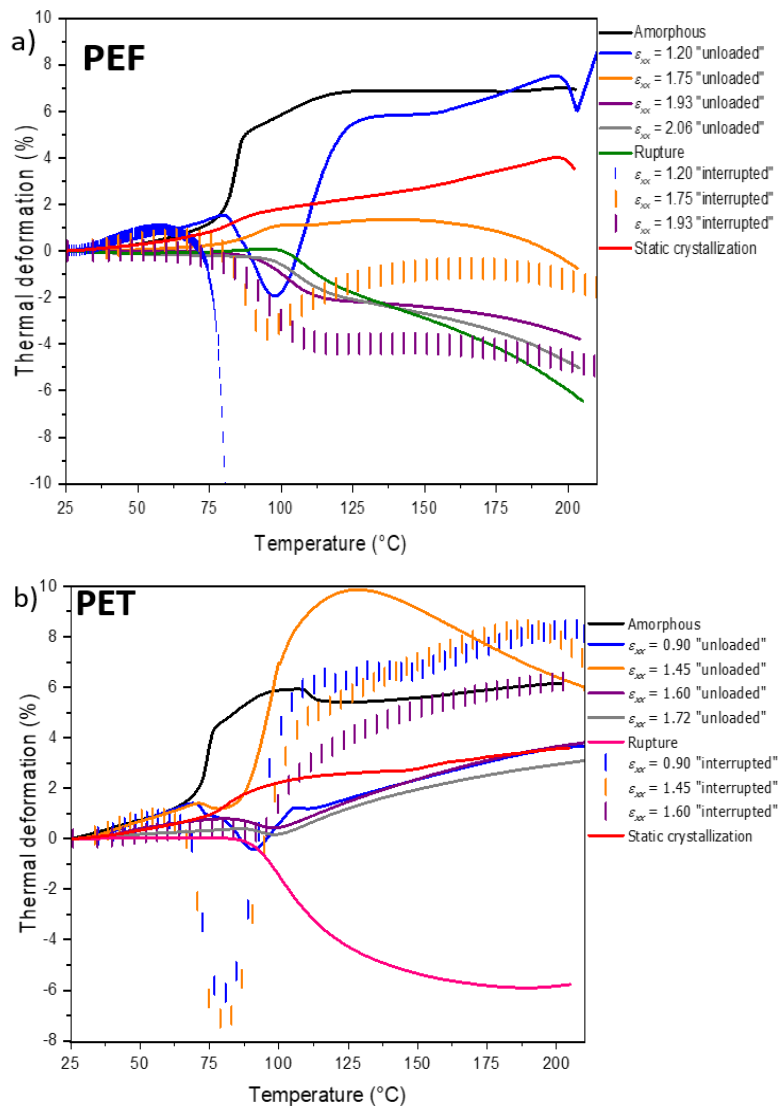 a)
PEF
Thermal deformation (%)
10
8
6
4
2
0
-2
-4
-6
-8
-10
25 50 75 100 125 150 175 200
Temperature (°C)
Amorphous
εxx = 1.20 "unloaded"
εxx = 1.75 "unloaded"
εxx = 1.93 "unloaded"
εxx = 2.06 "unloaded"
Rupture
εxx = 1.20 "interrupted"
εxx = 1.75 "interrupted"
εxx = 1.93 "interrupted"
Static crystallization
b)
PET
Thermal deformation (%)
10
8
6
4
2
0
-2
-4
-6
-8
25 50 75 100 125 150 175 200
Temperature (°C)
Amorphous
εxx = 0.90 "unloaded"
εxx = 1.45 "unloaded"
εxx = 1.60 "unloaded"
εxx = 1.72 "unloaded"
Rupture
εxx = 0.90 "interrupted"
εxx = 1.45 "interrupted"
εxx = 1.60 "interrupted"
Static crystallization